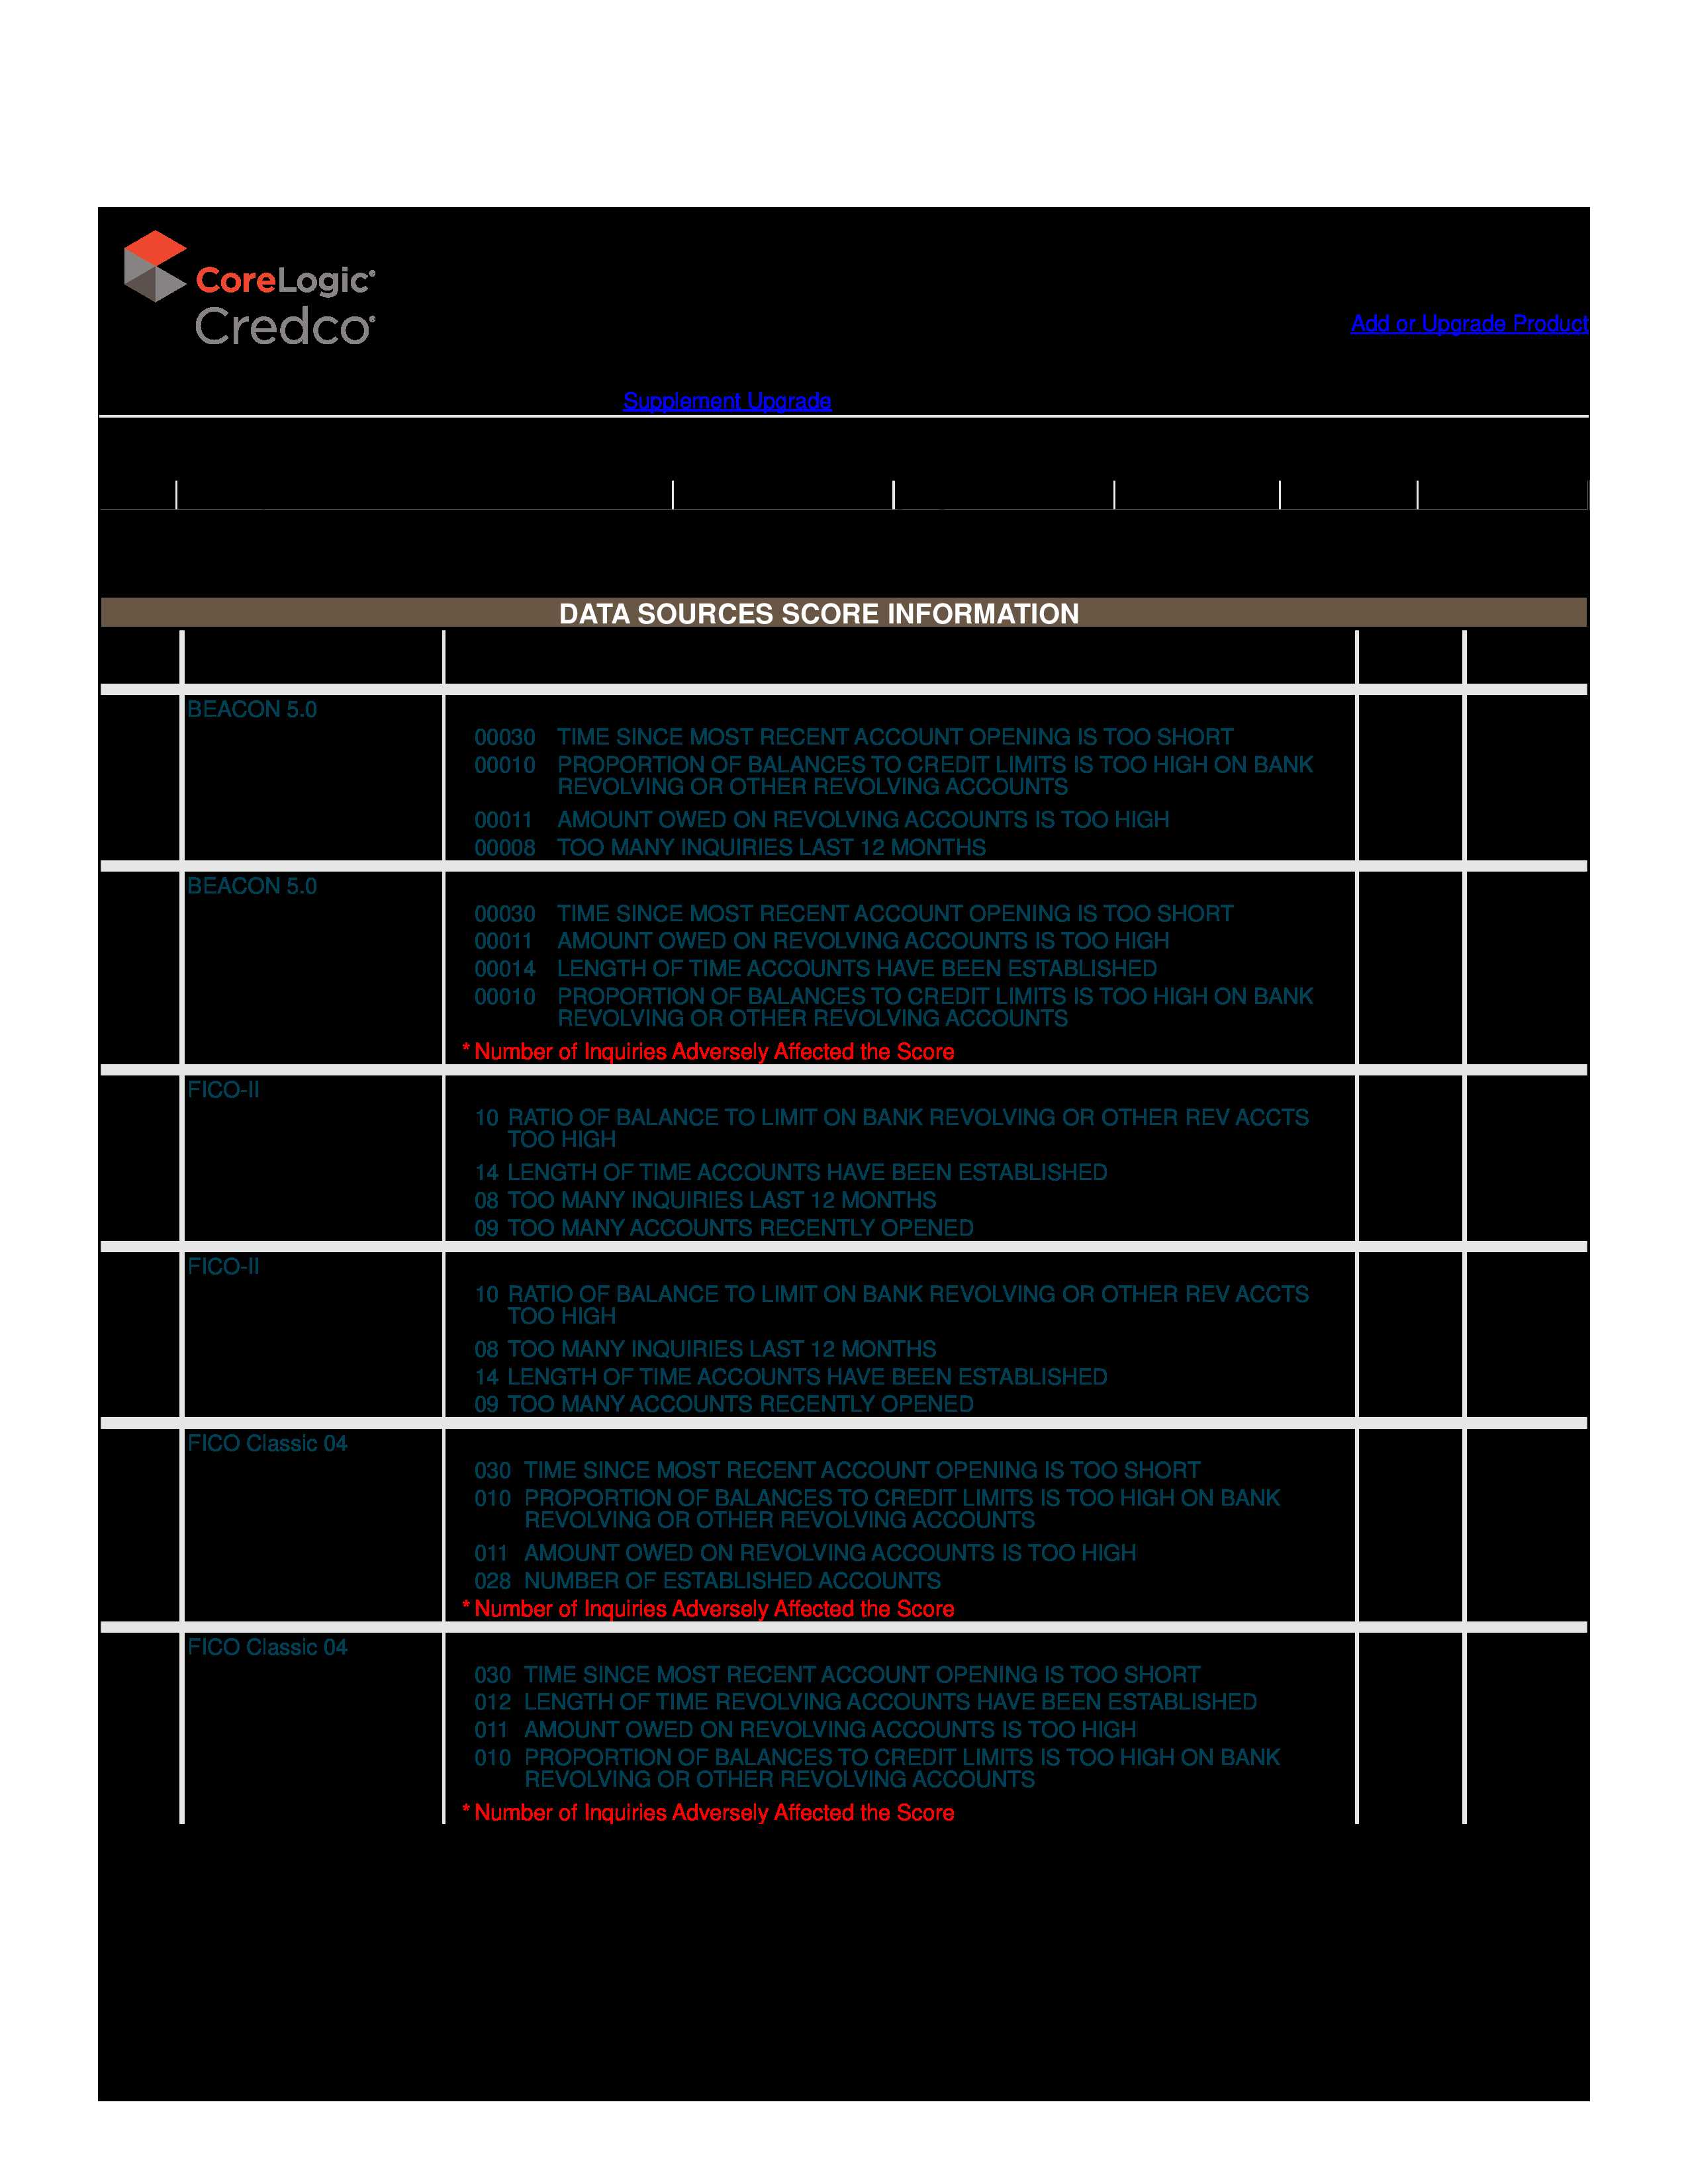 CoreLogic
Credco
Add or Upgrade Product
Supplement Upgrade
DATA SOURCES SCORE INFORMATION
BEACON 5.0
00030 TIME SINCE MOST RECENT ACCOUNT OPENING IS TOO SHORT
00010 PROPORTION OF BALANCES TO CREDIT LIMITS IS TOO HIGH ON BANK
REVOLVING OR OTHER REVOLVING ACCOUNTS
00011 AMOUNT OWED ON REVOLVING ACCOUNTS IS TOO HIGH
00008 TOO MANY INQUIRIES LAST 12 MONTHS
BEACON 5.0
00030 TIME SINCE MOST RECENT ACCOUNT OPENING IS TOO SHORT
00011 AMOUNT OWED ON REVOLVING ACCOUNTS IS TOO HIGH
00014 LENGTH OF TIME ACCOUNTS HAVE BEEN ESTABLISHED
00010 PROPORTION OF BALANCES TO CREDIT LIMITS IS TOO HIGH ON BANK
REVOLVING OR OTHER REVOLVING ACCOUNTS
* Number of Inquiries Adversely Affected the Score
FICO-II
10 RATIO OF BALANCE TO LIMIT ON BANK REVOLVING OR OTHER REV ACCTS
TOO HIGH
14 LENGTH OF TIME ACCOUNTS HAVE BEEN ESTABLISHED
08 TOO MANY INQUIRIES LAST 12 MONTHS
09 TOO MANY ACCOUNTS RECENTLY OPENED
FICO-II
10 RATIO OF BALANCE TO LIMIT ON BANK REVOLVING OR OTHER REV ACCTS
TOO HIGH
08 TOO MANY INQUIRIES LAST 12 MONTHS
14 LENGTH OF TIME ACCOUNTS HAVE BEEN ESTABLISHED
09 TOO MANY ACCOUNTS RECENTLY OPENED
FICO Classic 04
030 TIME SINCE MOST RECENT ACCOUNT OPENING IS TOO SHORT
010 PROPORTION OF BALANCES TO CREDIT LIMITS IS TOO HIGH ON BANK
REVOLVING OR OTHER REVOLVING ACCOUNTS
011 AMOUNT OWED ON REVOLVING ACCOUNTS IS TOO HIGH
028 NUMBER OF ESTABLISHED ACCOUNTS
* Number of Inquiries Adversely Affected the Score
FICO Classic 04
030 TIME SINCE MOST RECENT ACCOUNT OPENING IS TOO SHORT
012 LENGTH OF TIME REVOLVING ACCOUNTS HAVE BEEN ESTABLISHED
011 AMOUNT OWED ON REVOLVING ACCOUNTS IS TOO HIGH
010 PROPORTION OF BALANCES TO CREDIT LIMITS IS TOO HIGH ON BANK
REVOLVING OR OTHER REVOLVING ACCOUNTS
* Number of Inquiries Adversely Affected the Score